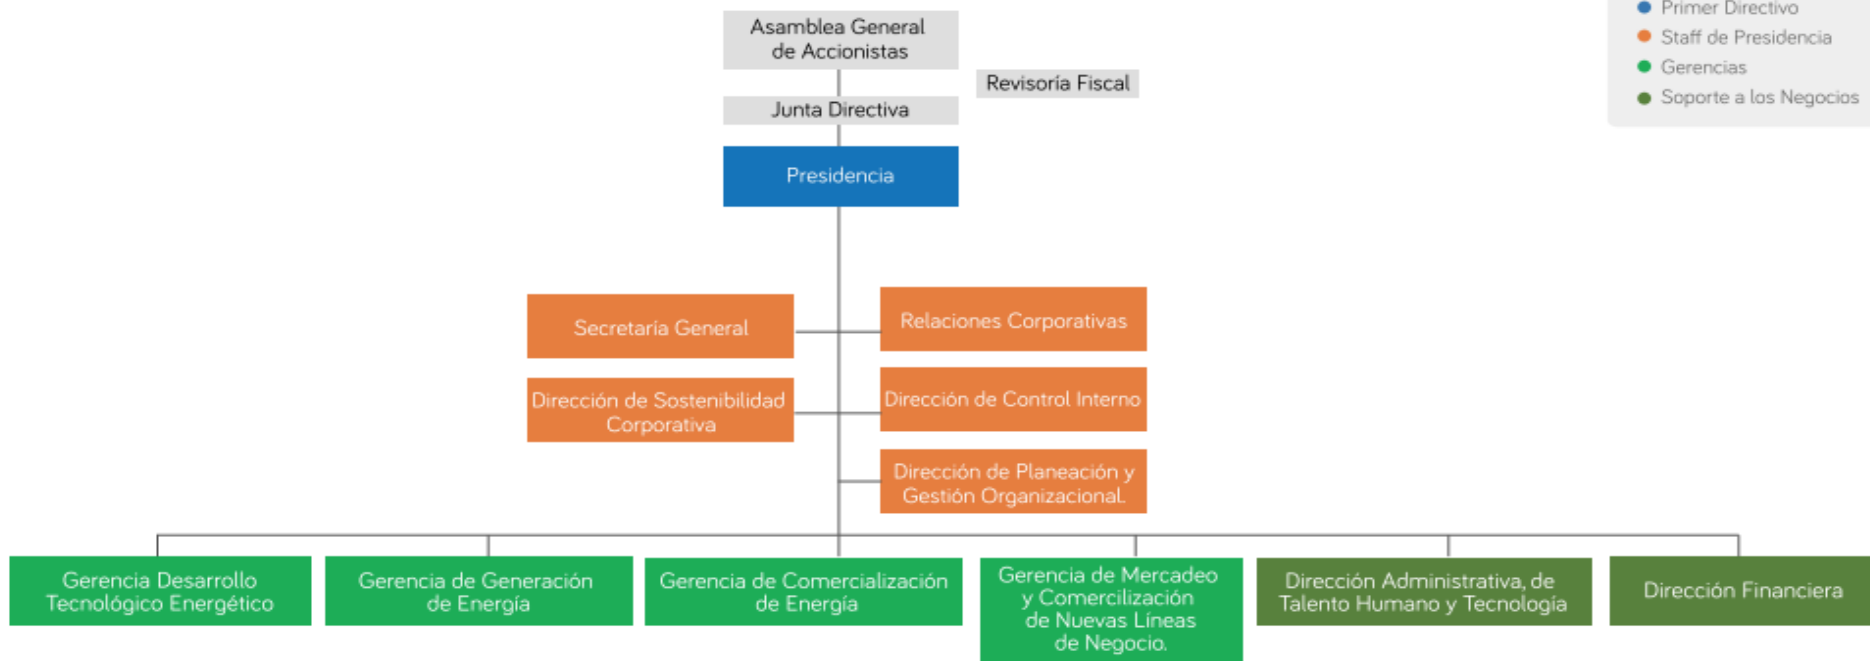 Asamblea General
de Accionistas
Revisoría Fiscal
Junta Directiva
Presidencia
Primer Directivo
Staff de Presidencia
Gerencias
Soporte a los Negocios
Secretaría General
Relaciones Corporativas
Dirección de Sostenibilidad
Corporativa
Dirección de Control Interno
Dirección de Planeación y
Gestión Organizacional.
Gerencia Desarrollo
Tecnológico Energético
Gerencia de Generación
de Energía
Gerencia de Comercialización
de Energía
Gerencia de Mercadeo
y Comercilización
de Nuevas Líneas
de Negocio.
Dirección Administrativa, de
Talento Humano y Tecnología
Dirección Financiera